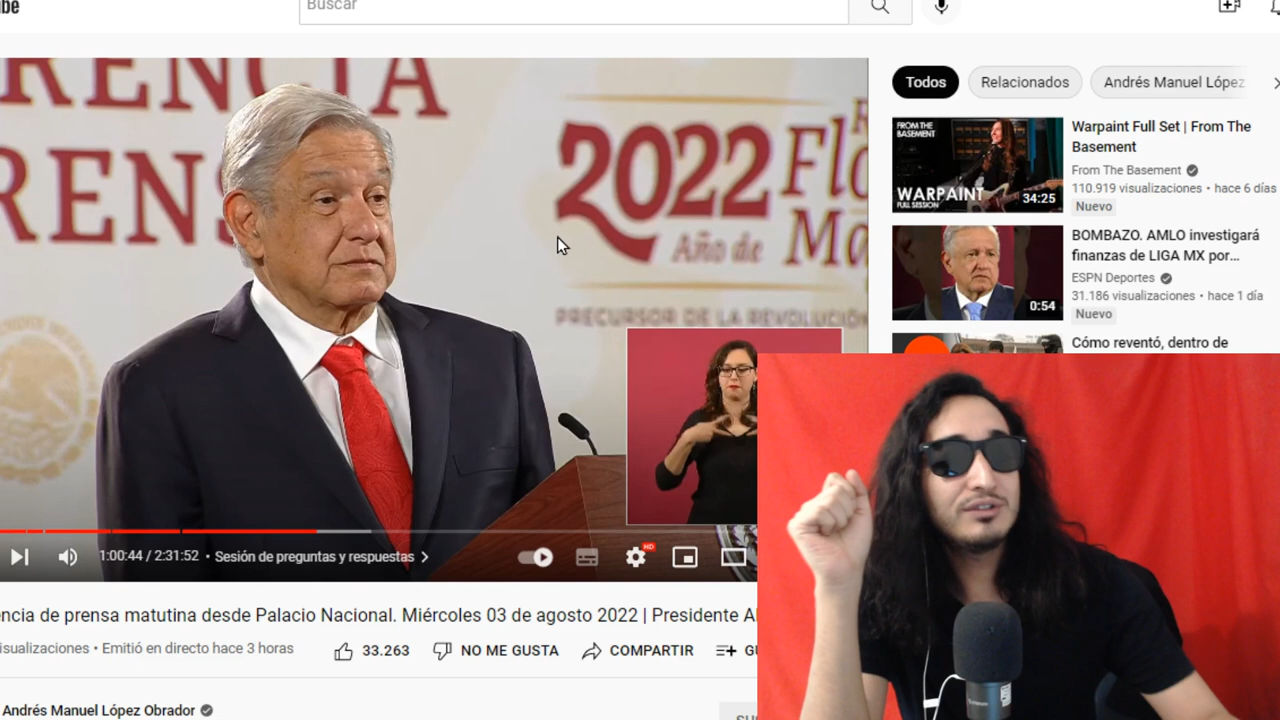 be
Buscar
RENCIA
RENS
2022 Flo
Año de Ma
PRECURSOR DE LA REVOLUCIÓN
1:00:44 / 2:31:52 • Sesión de preguntas y respuestas
HD
encia de prensa matutina desde Palacio Nacional. Miércoles 03 de agosto 2022 | Presidente A
isualizaciones • Emitió en directo hace 3 horas
33.263
NO ME GUSTA
COMPARTIR
Andrés Manuel López Obrador
Todos
Relacionados
Andrés Manuel López
FROM THE
BASEMENT
WARPAINT
FULL SESSION
34:25
Warpaint Full Set | From The
Basement
From The Basement
110.919 visualizaciones • hace 6 días
Nuevo
0:54
BOMBAZO. AMLO investigará
finanzas de LIGA MX por...
ESPN Deportes
31.186 visualizaciones • hace 1 día
Nuevo
Cómo reventó, dentro de